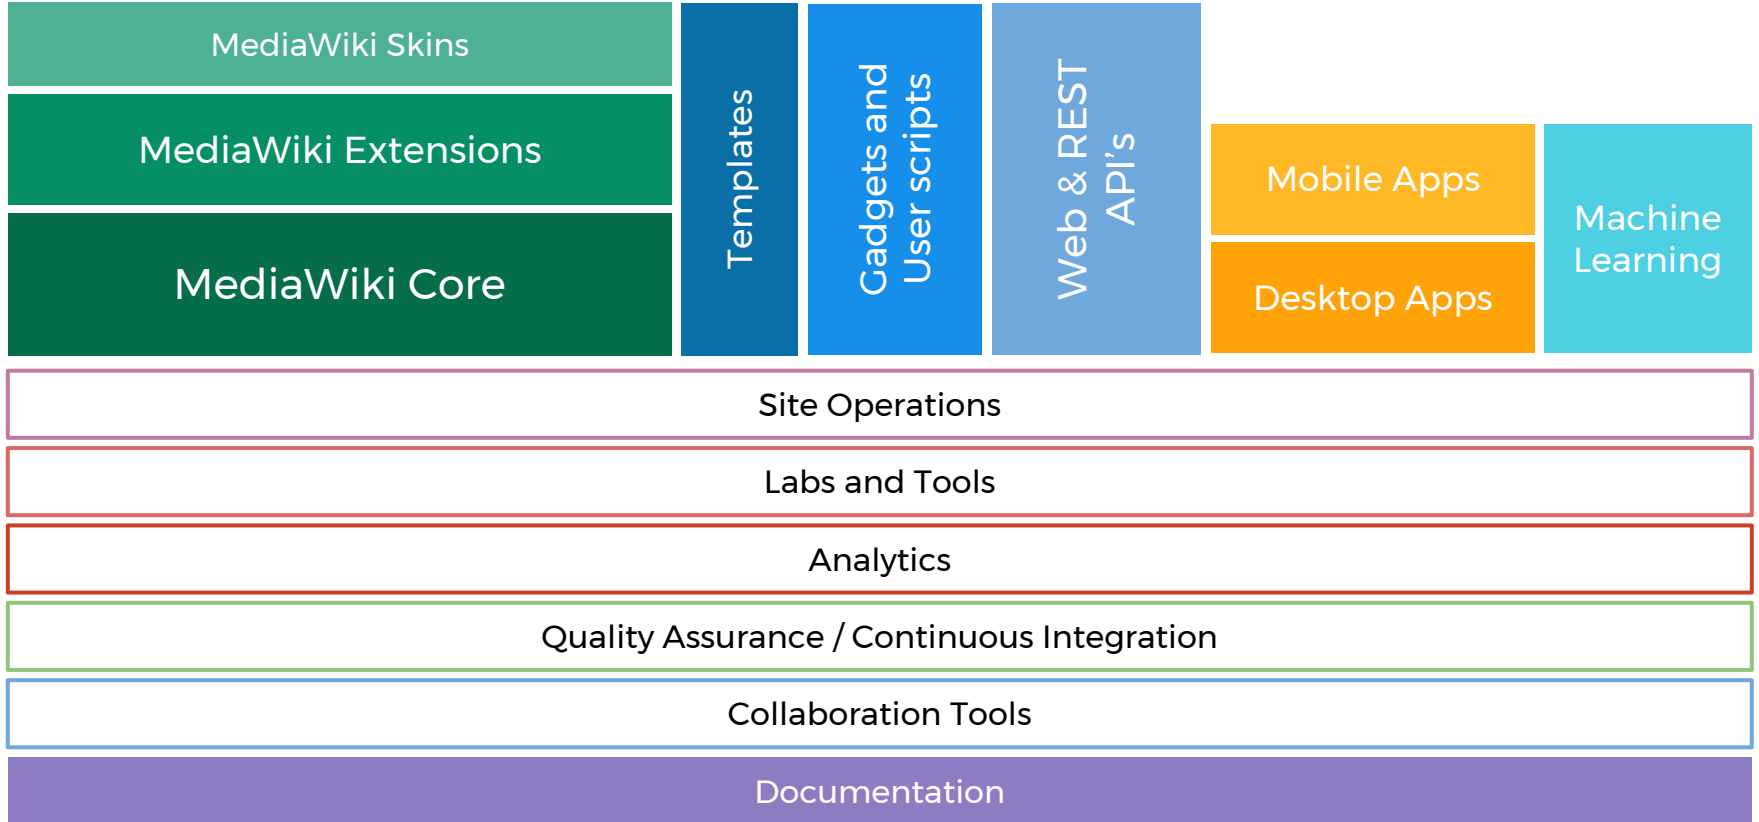 MediaWiki Skins
MediaWiki Extensions
MediaWiki Core
Templates
Gadgets and
User scripts
Web & REST
API's
Mobile Apps
Desktop Apps
Machine
Learning
Site Operations
Labs and Tools
Analytics
Quality Assurance / Continuous Integration
Collaboration Tools
Documentation